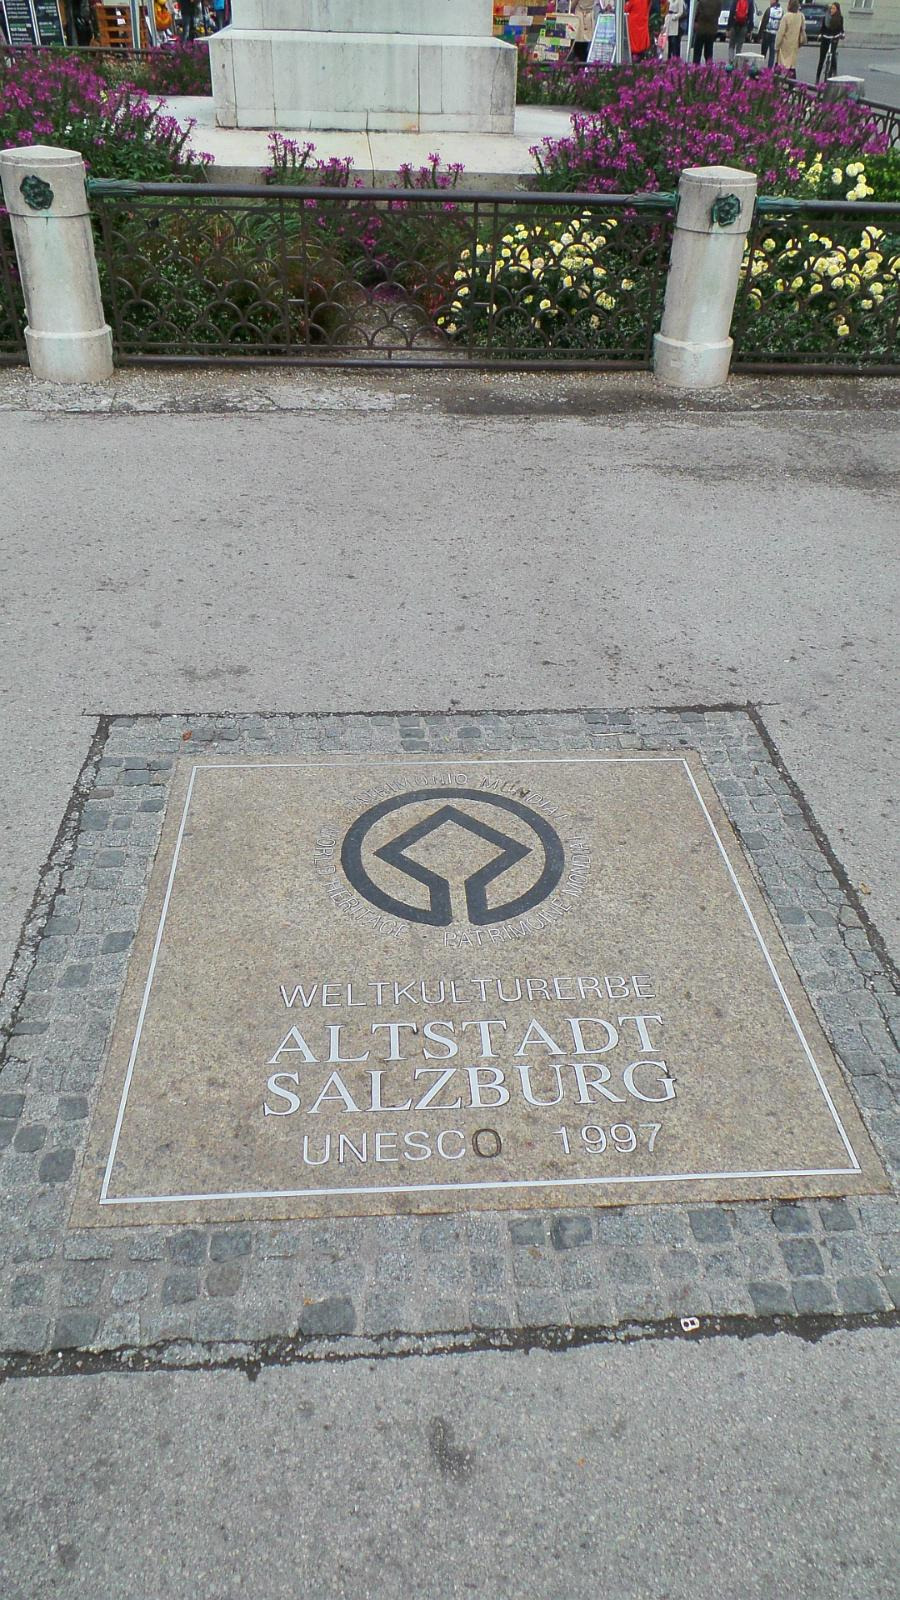 PATRIMONIO MUNDIAL
WORLD HERITAGE
PATRIMOINE MONDIAL
WELTKULTURERBE
ALTSTADT
SALZBURG
UNESCO 1997